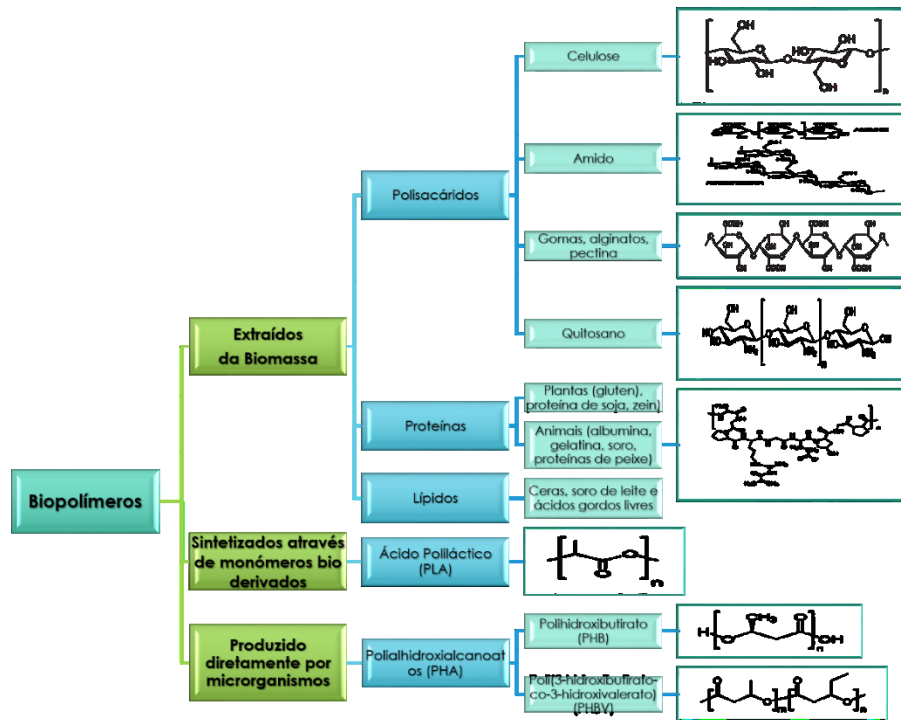 Biopolímeros
Extraídos
da Biomassa
Polisacáridos
Celulose
Amido
Gomas, alginatos,
pectina
Quitosano
Proteínas
Plantas (gluten),
proteína de soja, zein)
Animais (albumina,
gelatina, soro,
proteínas de peixe)
Lípidos
Ceras, soro de leite e
ácidos gordos livres
Sintetizados através
de monómeros bio
derivados
Ácido Poliláctico
(PLA)
Produzido
diretamente por
microrganismos
Polialhidroxialcanoat
os (PHA)
Polihidroxibutirato
(PHB)
Poli(3-hidroxibutirato-
co-3-hidroxivalerato)
(PHBV)